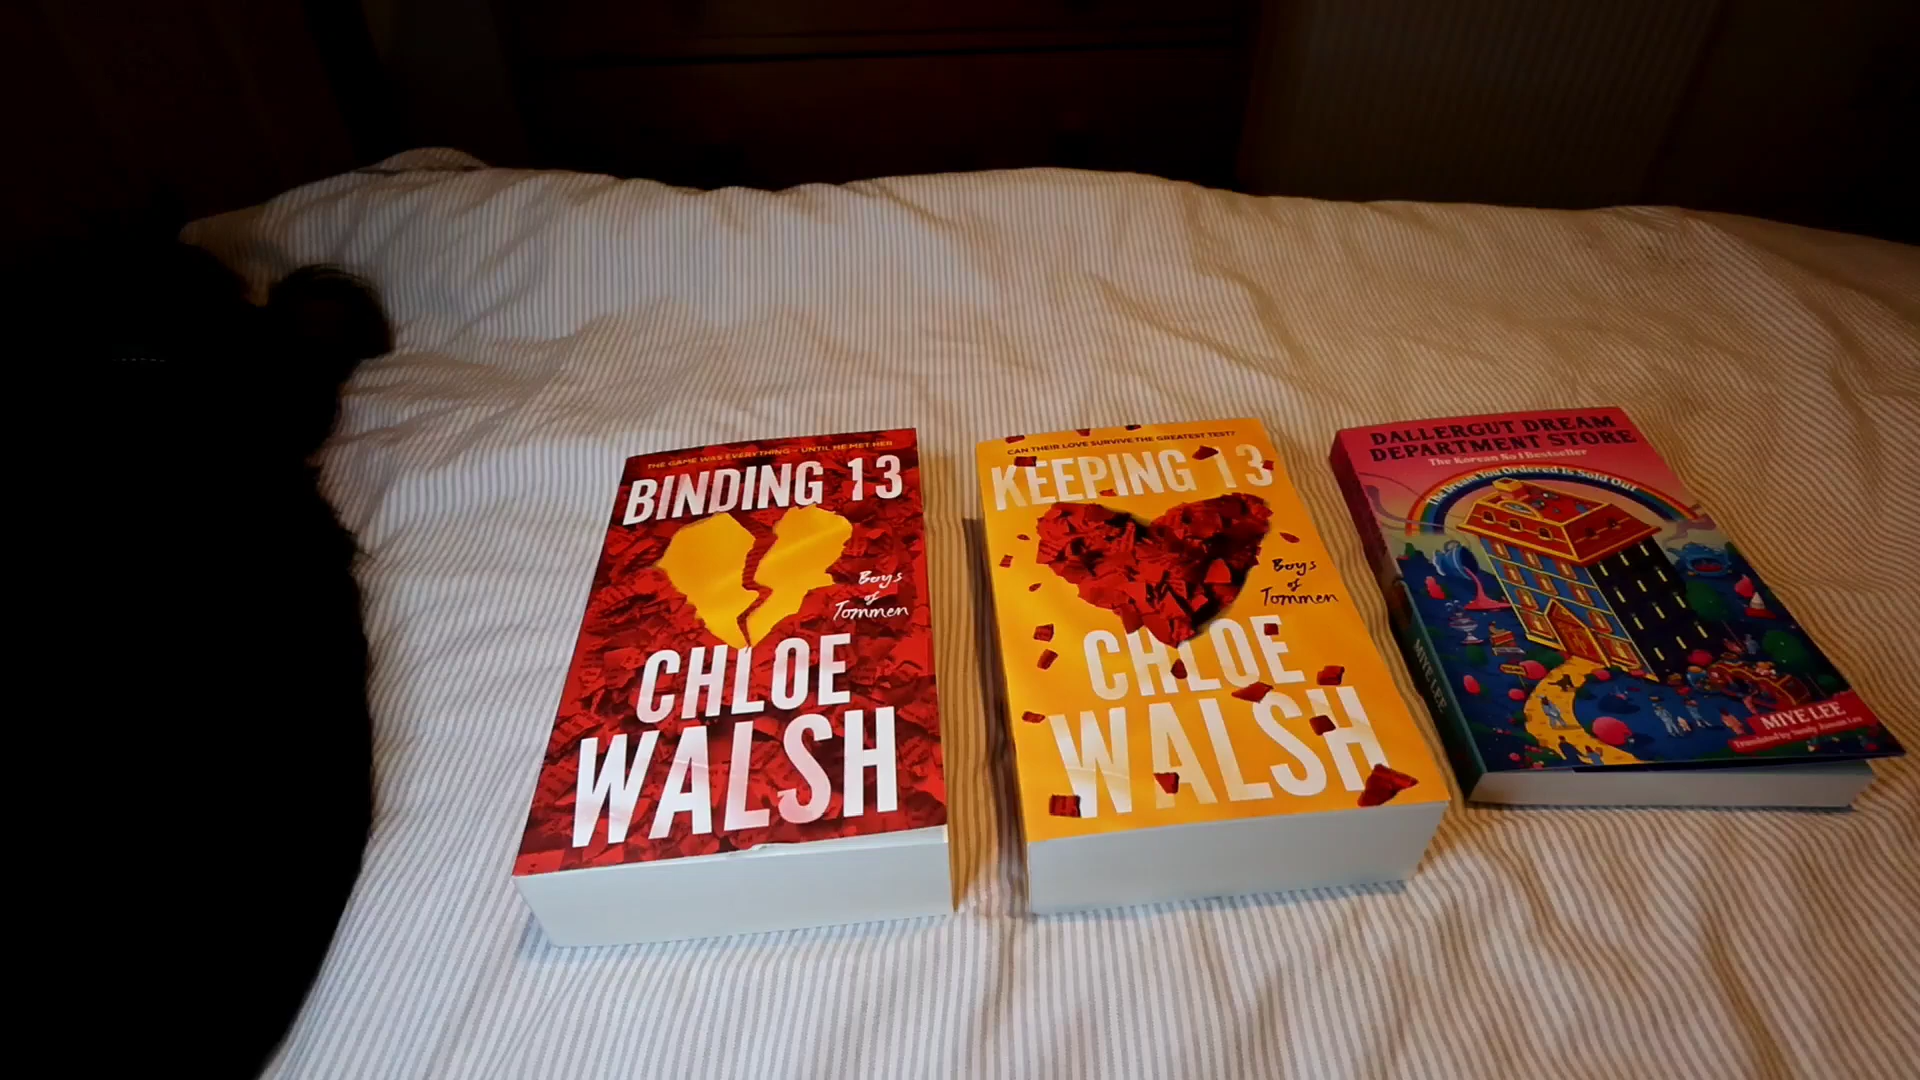 THE GAME WAS EVERYTHING – UNTIL HE MET HER
BINDING 13
Boys
of
Tommen
CHLOE
WALSH
CAN THEIR LOVE SURVIVE THE GREATEST TEST?
KEEPING 13
Boys
of
Tommen
CHLOE
WALSH
DALLERGUT DREAM
DEPARTMENT STORE
The Korean No 1 Bestseller
The Dream You Ordered Is Sold Out
MIYE LEE
Translated by Sandy Joosun Lee
MIYE LEE